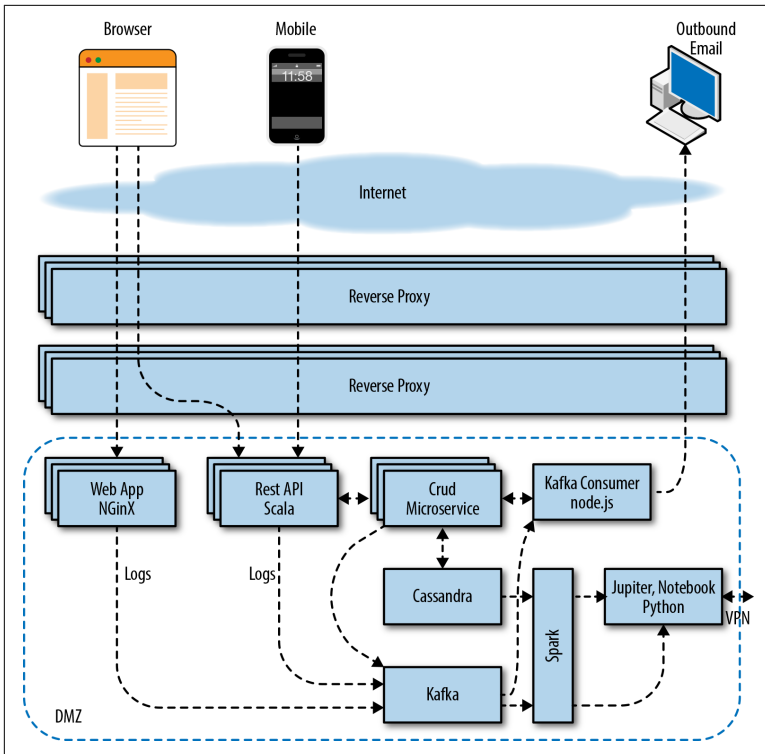 Browser
Mobile
Outbound
Email
11:58
Internet
Reverse Proxy
Reverse Proxy
Web App
NGinX
Rest API
Scala
Crud
Microservice
Kafka Consumer
node.js
Logs
Logs
Cassandra
Spark
Jupiter, Notebook
Python
VPN
Kafka
DMZ